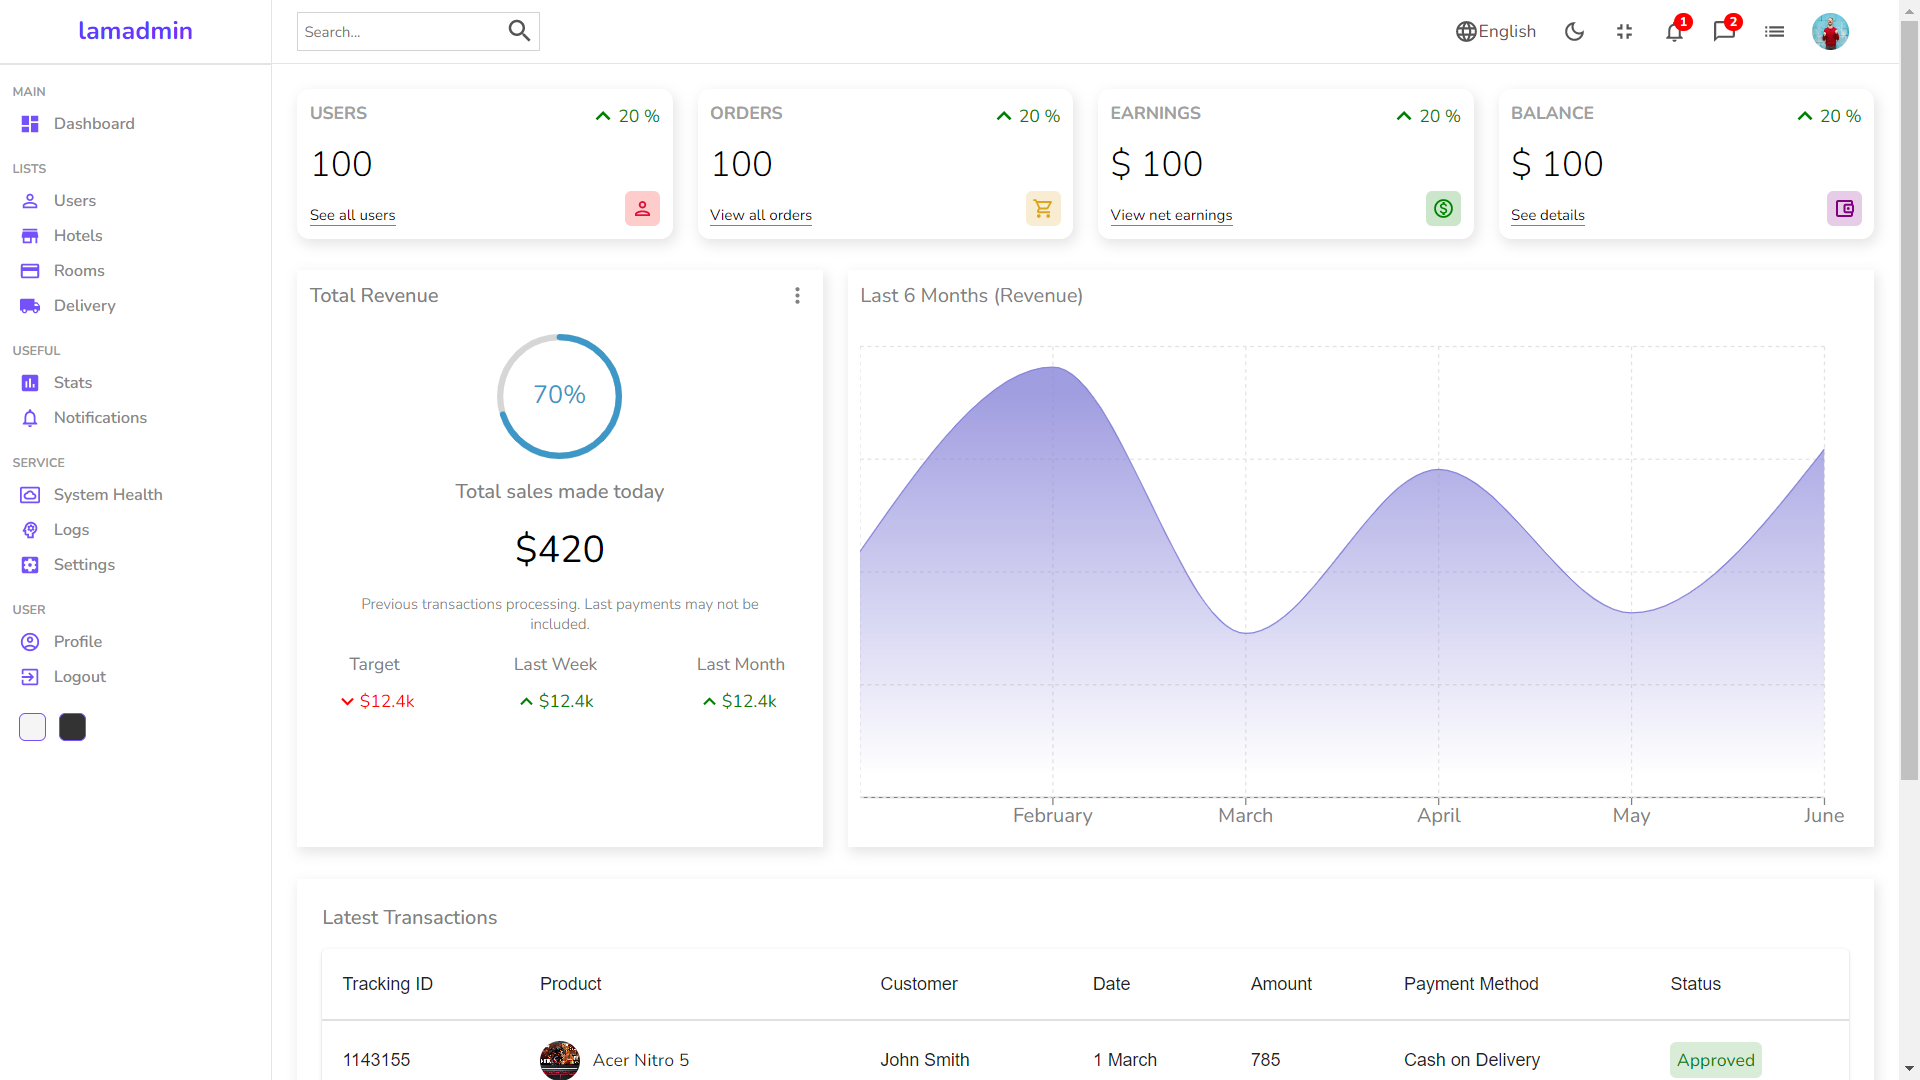 lamadmin
Search...
English
1
2
MAIN
Dashboard
LISTS
Users
Hotels
Rooms
Delivery
USEFUL
Stats
Notifications
SERVICE
System Health
Logs
Settings
USER
Profile
Logout
USERS
20 %
100
See all users
ORDERS
20 %
100
View all orders
EARNINGS
20 %
$ 100
View net earnings
BALANCE
20 %
$ 100
See details
Total Revenue
70%
Total sales made today
$420
Previous transactions processing. Last payments may not be
included.
Target Last Week Last Month
$12.4k $12.4k $12.4k
Last 6 Months (Revenue)
February March April May June
Latest Transactions
Tracking ID Product Customer Date Amount Payment Method Status
1143155 Acer Nitro 5 John Smith 1 March 785 Cash on Delivery Approved